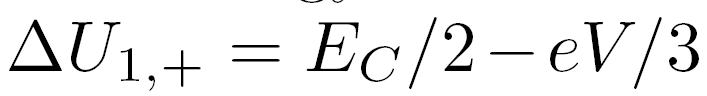 ΔU_{1,+} = E_C/2 − eV/3